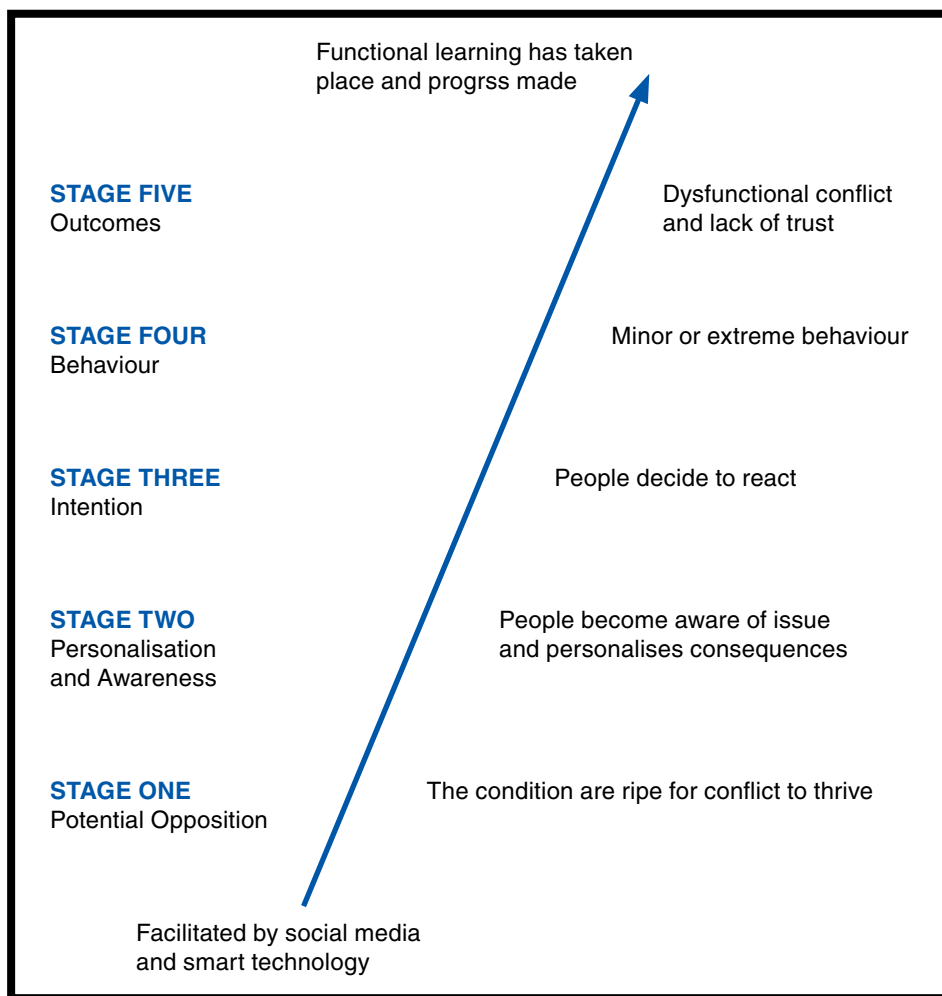 Functional learning has taken
place and progrss made
STAGE FIVE
Outcomes
Dysfunctional conflict
and lack of trust
STAGE FOUR
Behaviour
Minor or extreme behaviour
STAGE THREE
Intention
People decide to react
STAGE TWO
Personalisation
and Awareness
People become aware of issue
and personalises consequences
STAGE ONE
Potential Opposition
The condition are ripe for conflict to thrive
Facilitated by social media
and smart technology